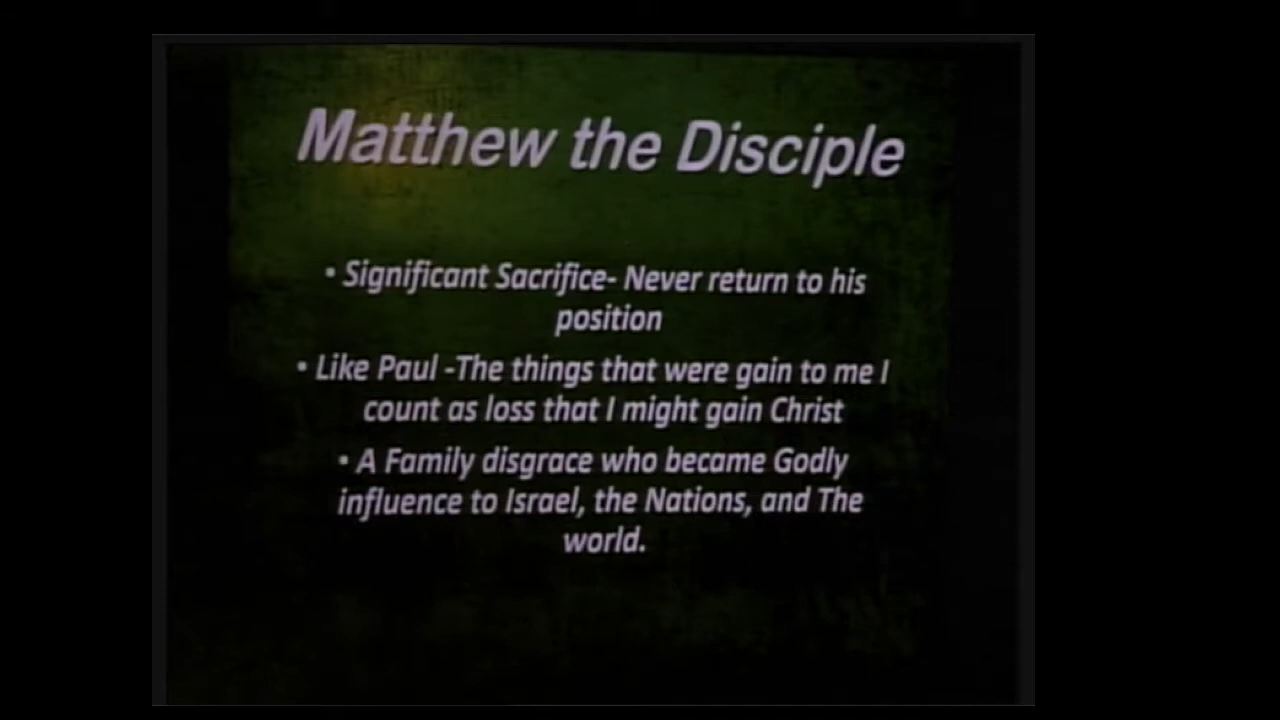 Matthew the Disciple
• Significant Sacrifice- Never return to his
position
• Like Paul -The things that were gain to me I
count as loss that I might gain Christ
• A Family disgrace who became Godly
influence to Israel, the Nations, and The
world.